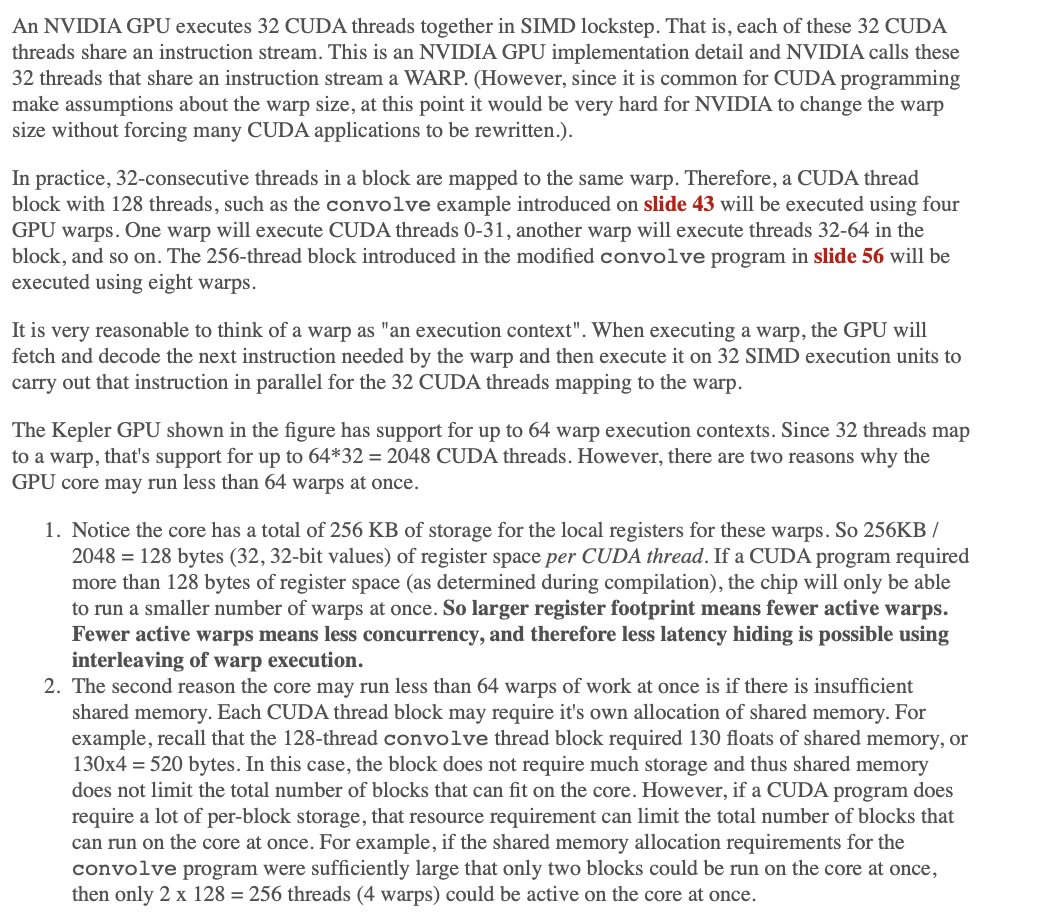 An NVIDIA GPU executes 32 CUDA threads together in SIMD lockstep. That is, each of these 32 CUDA
threads share an instruction stream. This is an NVIDIA GPU implementation detail and NVIDIA calls these
32 threads that share an instruction stream a WARP. (However, since it is common for CUDA programming
make assumptions about the warp size, at this point it would be very hard for NVIDIA to change the warp
size without forcing many CUDA applications to be rewritten.).
In practice, 32-consecutive threads in a block are mapped to the same warp. Therefore, a CUDA thread
block with 128 threads, such as the convolve example introduced on slide 43 will be executed using four
GPU warps. One warp will execute CUDA threads 0-31, another warp will execute threads 32-64 in the
block, and so on. The 256-thread block introduced in the modified convolve program in slide 56 will be
executed using eight warps.
It is very reasonable to think of a warp as "an execution context". When executing a warp, the GPU will
fetch and decode the next instruction needed by the warp and then execute it on 32 SIMD execution units to
carry out that instruction in parallel for the 32 CUDA threads mapping to the warp.
The Kepler GPU shown in the figure has support for up to 64 warp execution contexts. Since 32 threads map
to a warp, that's support for up to 64*32 = 2048 CUDA threads. However, there are two reasons why the
GPU core may run less than 64 warps at once.
1. Notice the core has a total of 256 KB of storage for the local registers for these warps. So 256KB /
2048 = 128 bytes (32, 32-bit values) of register space per CUDA thread. If a CUDA program required
more than 128 bytes of register space (as determined during compilation), the chip will only be able
to run a smaller number of warps at once. So larger register footprint means fewer active warps.
Fewer active warps means less concurrency, and therefore less latency hiding is possible using
interleaving of warp execution.
2. The second reason the core may run less than 64 warps of work at once is if there is insufficient
shared memory. Each CUDA thread block may require it's own allocation of shared memory. For
example, recall that the 128-thread convolve thread block required 130 floats of shared memory, or
130x4 = 520 bytes. In this case, the block does not require much storage and thus shared memory
does not limit the total number of blocks that can fit on the core. However, if a CUDA program does
require a lot of per-block storage, that resource requirement can limit the total number of blocks that
can run on the core at once. For example, if the shared memory allocation requirements for the
convolve program were sufficiently large that only two blocks could be run on the core at once,
then only 2 x 128 = 256 threads (4 warps) could be active on the core at once.